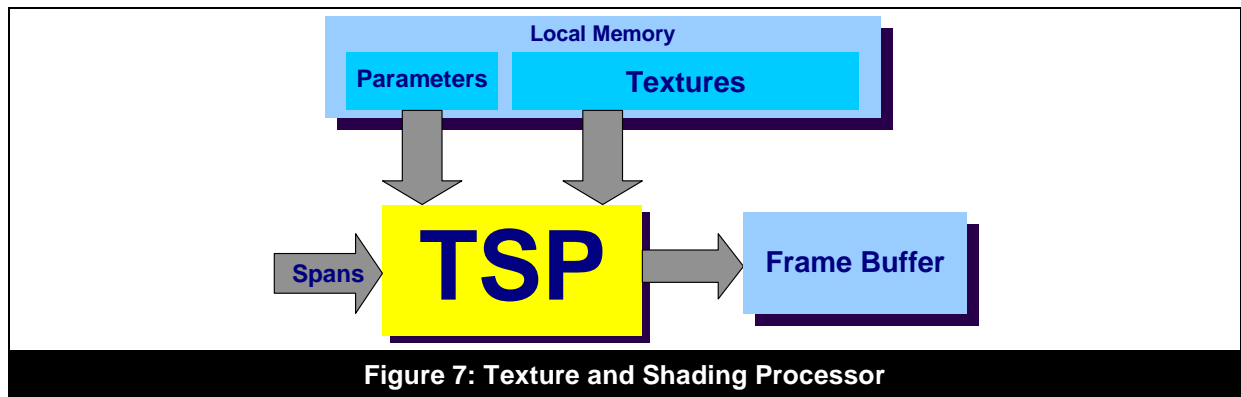 Local Memory
Parameters
Textures
Spans
TSP
Frame Buffer
Figure 7: Texture and Shading Processor